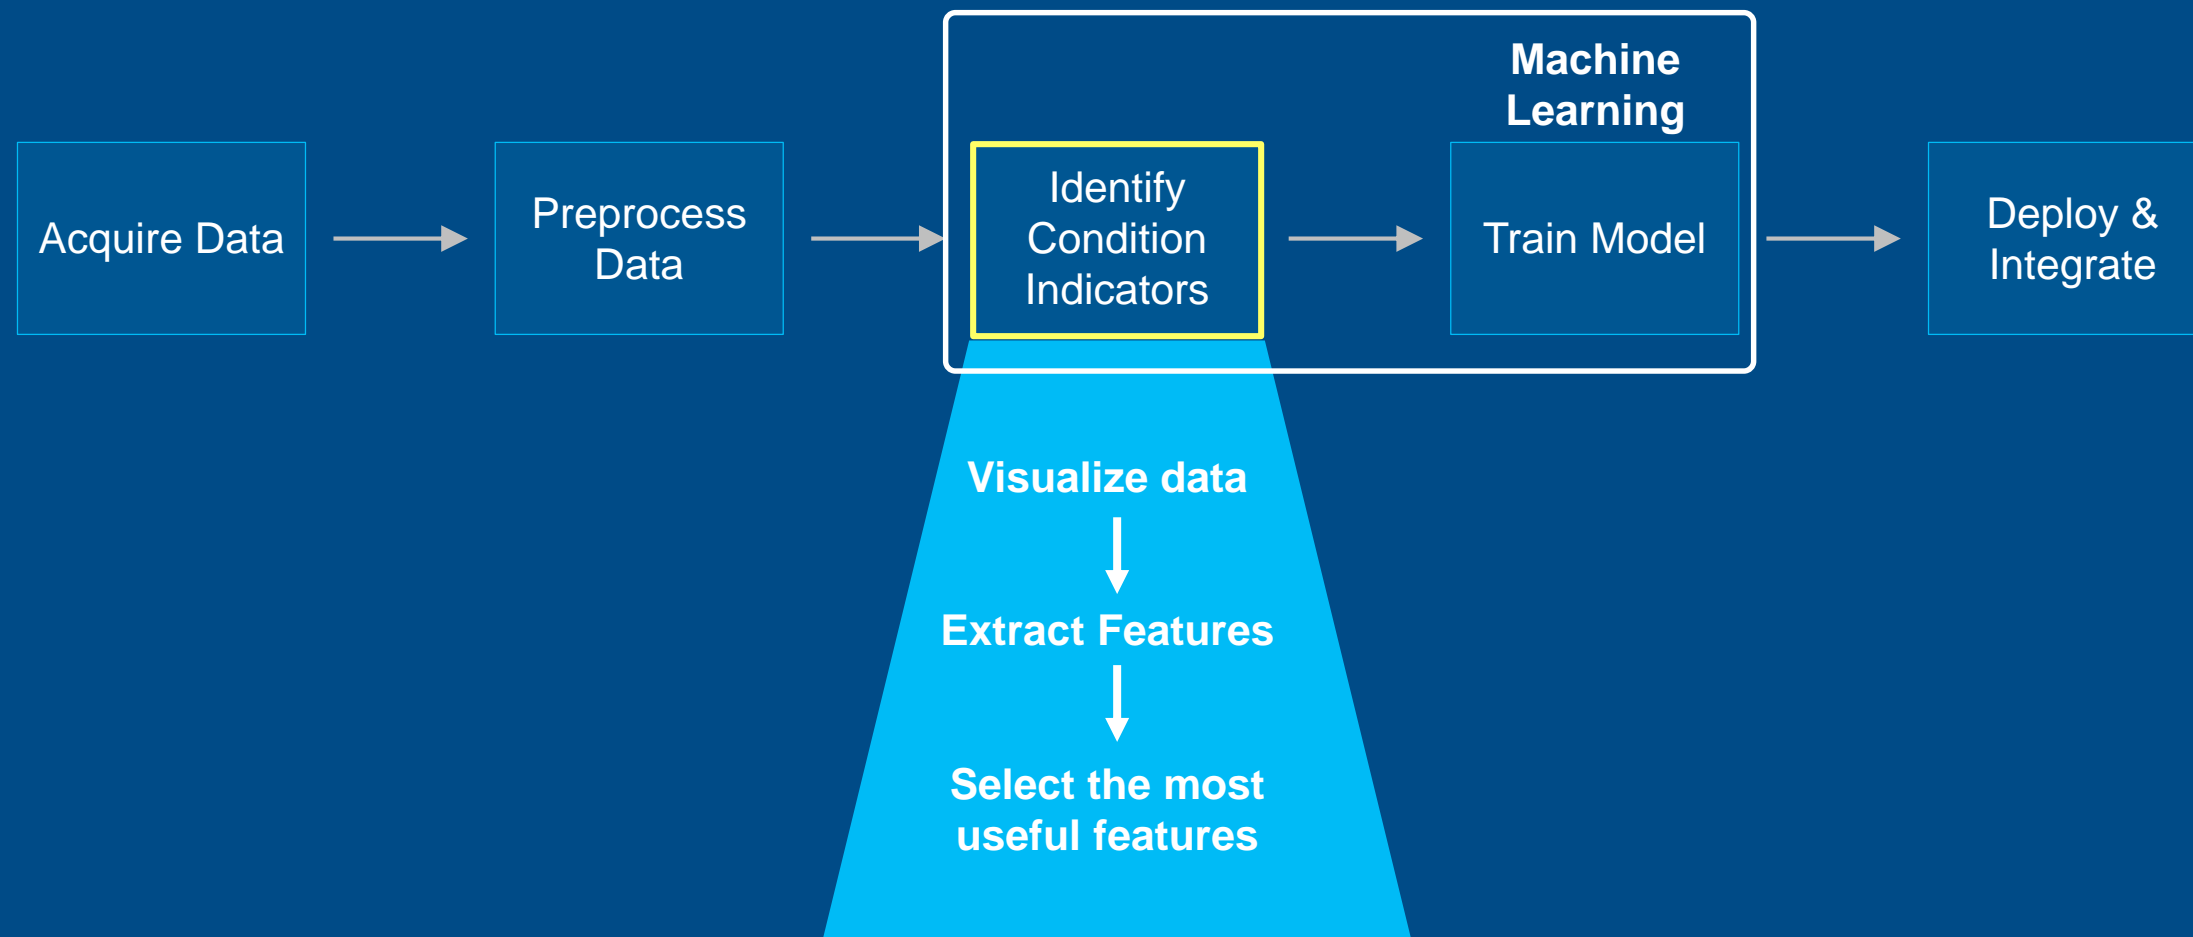 Machine
Learning
Acquire Data
Preprocess
Data
Identify
Condition
Indicators
Train Model
Deploy &
Integrate
Visualize data
Extract Features
Select the most
useful features